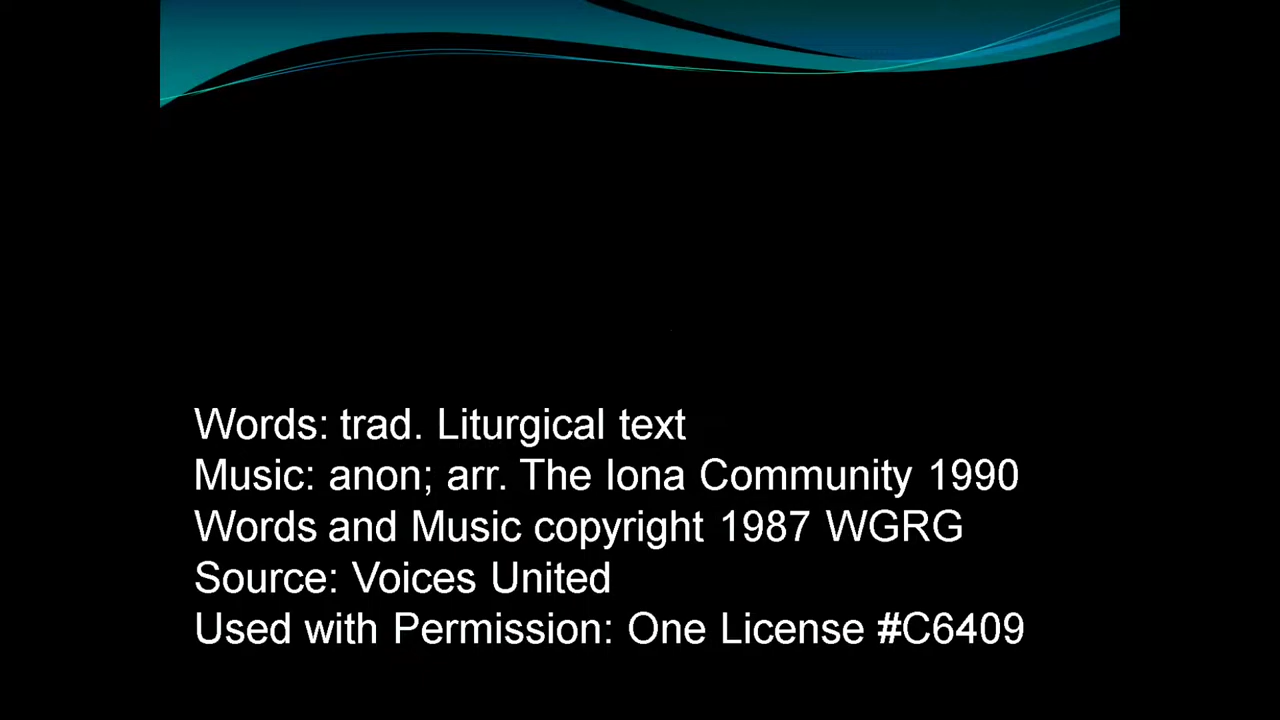 Words: trad. Liturgical text
Music: anon; arr. The Iona Community 1990
Words and Music copyright 1987 WGRG
Source: Voices United
Used with Permission: One License #C6409